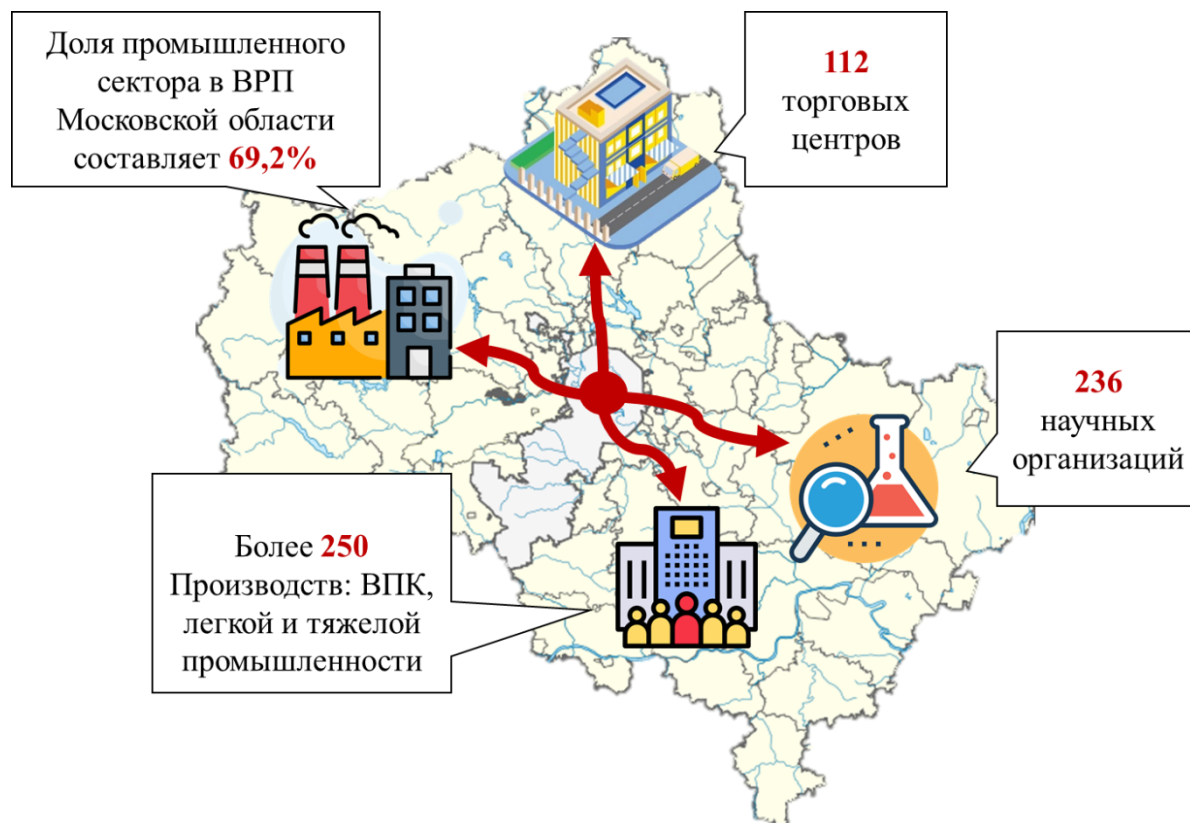 Доля промышленного
сектора в ВРП
Московской области
составляет 69,2%
112
торговых
центров
236
научных
организаций
Более 250
Производств: ВПК,
легкой и тяжелой
промышленности